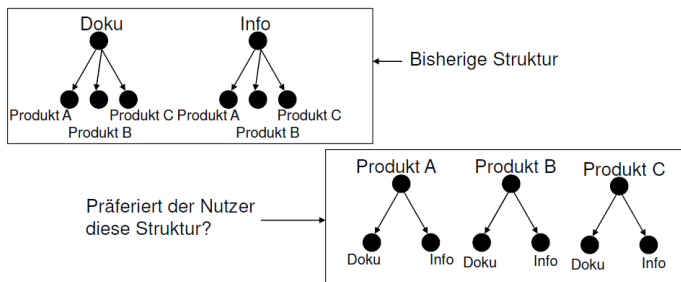 Doku
Info
Bisherige Struktur
Produkt A
Produkt C
Produkt B
Produkt A
Produkt C
Produkt B
Produkt A
Produkt B
Produkt C
Präferiert der Nutzer
diese Struktur?
Doku
Info
Doku
Info
Doku
Info